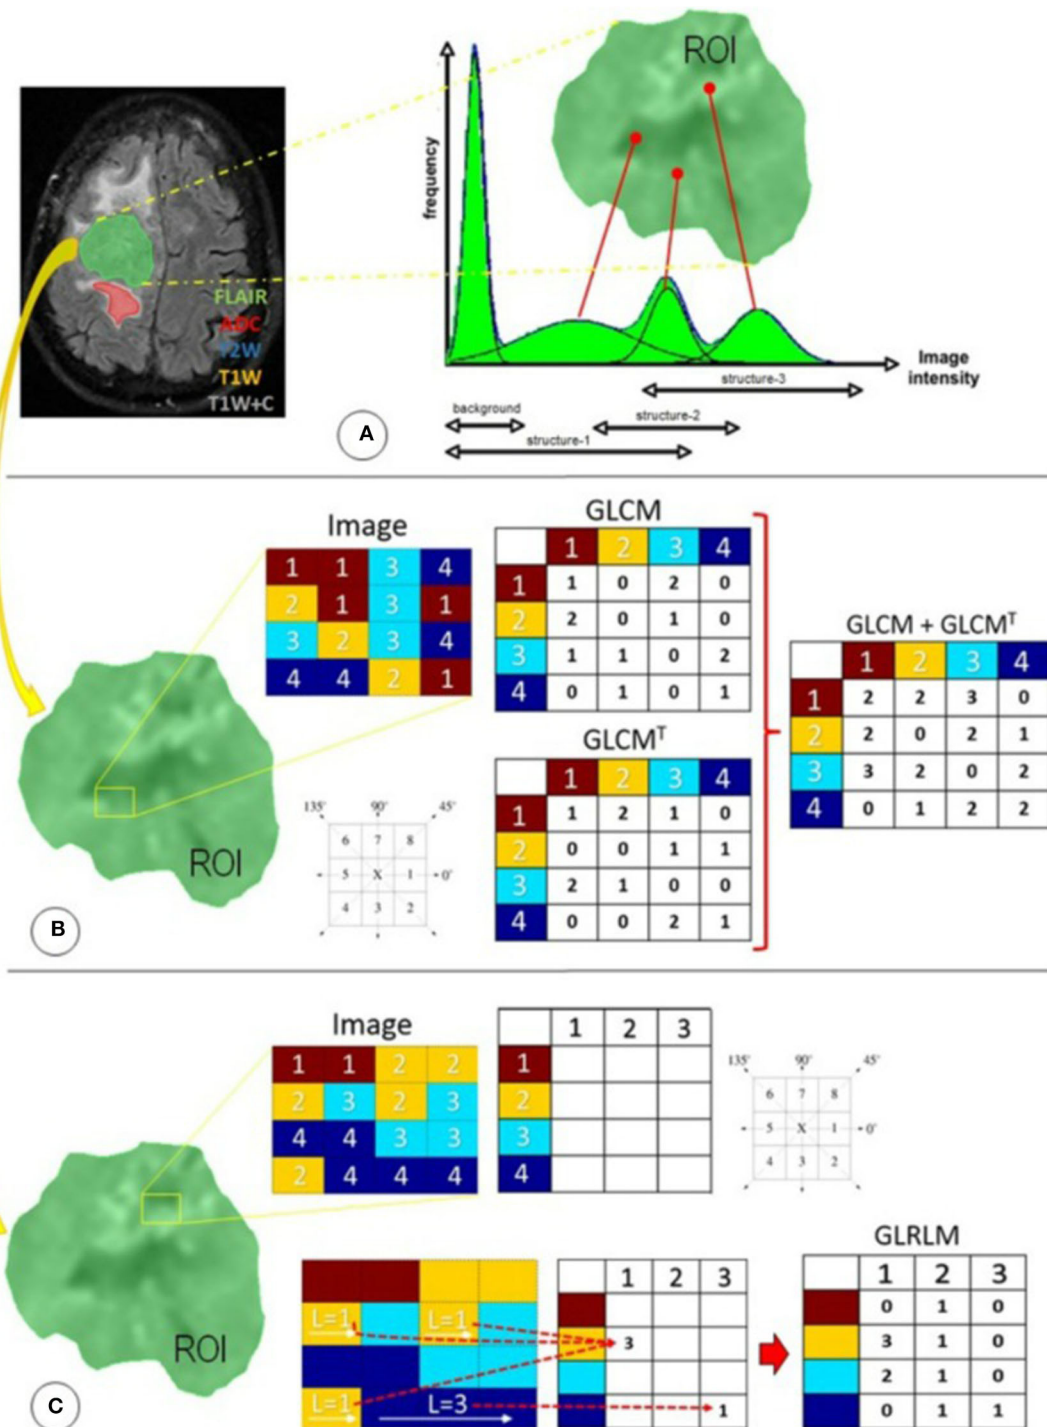 ROI
frequency
FLAIR
ADC
T2W
T1W
T1W+C
Image
intensity
structure-3
background
structure-2
structure-1
A
Image
1 1 3 4
2 1 3 1
3 2 3 4
4 4 2 1
GLCM
1 2 3 4
1 1 0 2 0
2 2 0 1 0
3 1 1 0 2
4 0 1 0 1
GLCMᵀ
1 2 3 4
1 1 2 1 0
2 0 0 1 1
3 2 1 0 0
4 0 0 2 1
GLCM + GLCMᵀ
1 2 3 4
1 2 2 3 0
2 2 0 2 1
3 3 2 0 2
4 0 1 2 2
135° 90° 45°
6 7 8
5 X 1 0°
4 3 2
ROI
B
Image
1 1 2 2
2 3 2 3
4 4 3 3
2 4 4 4
1 2 3
1
2
3
4
135° 90° 45°
6 7 8
5 X 1 0°
4 3 2
ROI
C
L=1 L=1
L=1 L=3
1 2 3
3
1
GLRLM
1 2 3
0 1 0
3 1 0
2 1 0
0 1 1